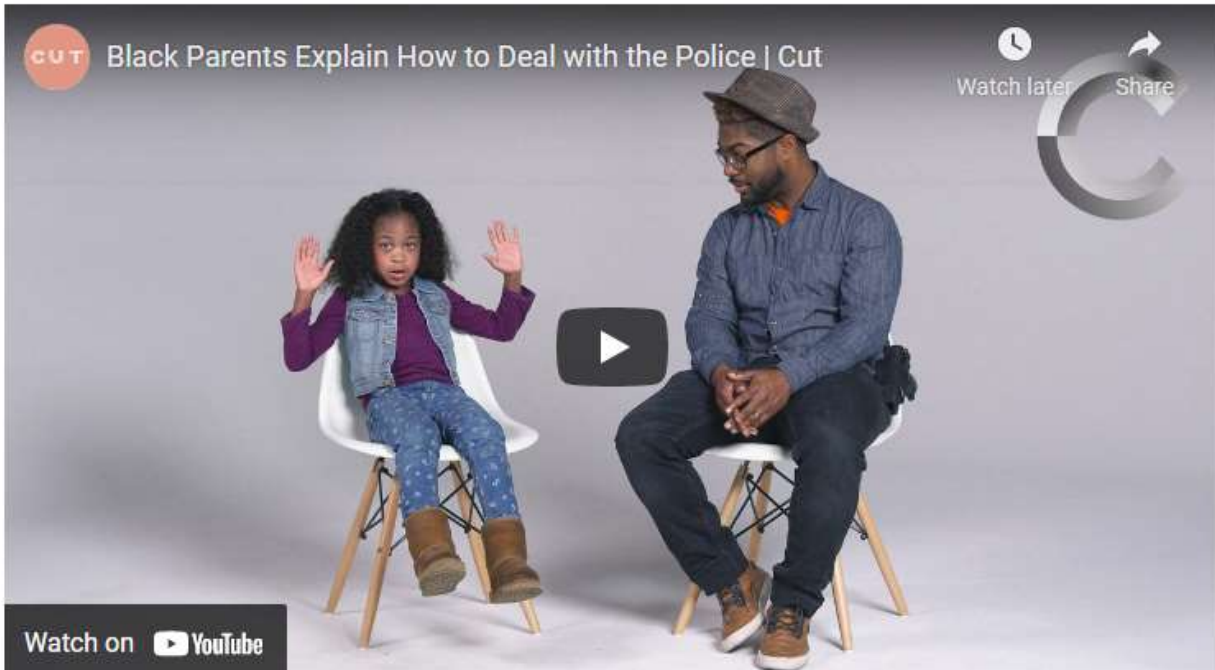 CUT
Black Parents Explain How to Deal with the Police | Cut
Watch later
Share
Watch on YouTube